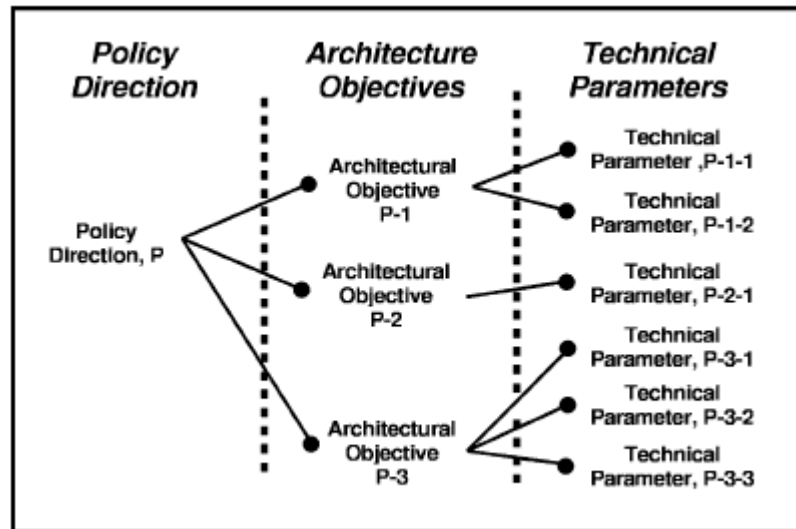 Policy
Direction
Architecture
Objectives
Technical
Parameters
Policy
Direction, P
Architectural
Objective
P-1
Architectural
Objective
P-2
Architectural
Objective
P-3
Technical
Parameter ,P-1-1
Technical
Parameter, P-1-2
Technical
Parameter, P-2-1
Technical
Parameter, P-3-1
Technical
Parameter, P-3-2
Technical
Parameter, P-3-3